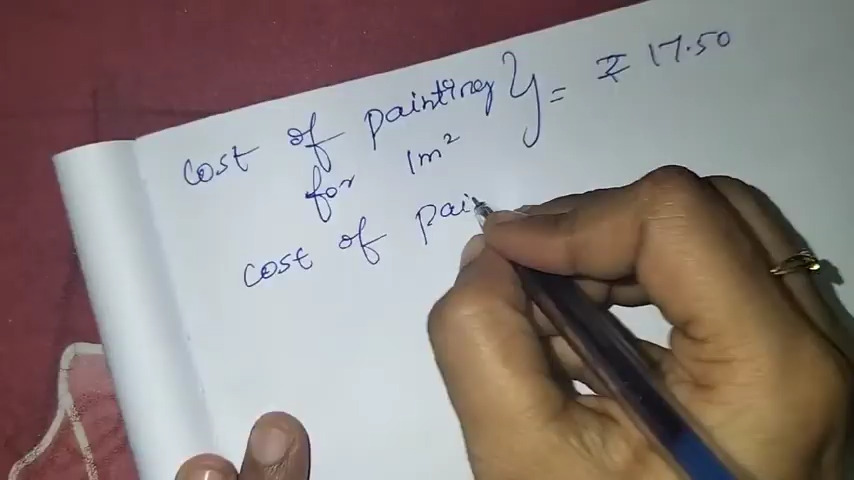 cost of painting } = ₹ 17.50
for 1m²
cost of pai